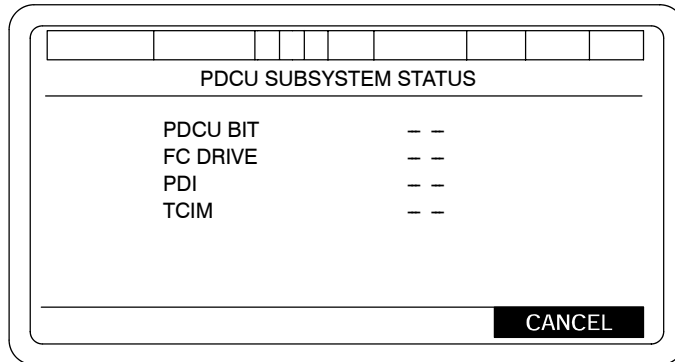 PDCU SUBSYSTEM STATUS
PDCU BIT – –
FC DRIVE – –
PDI – –
TCIM – –
CANCEL